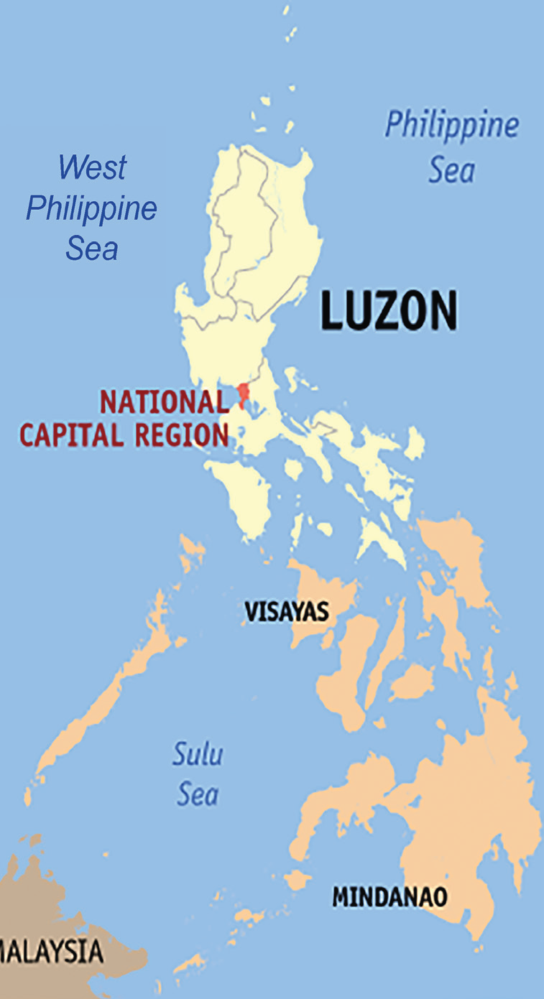 Philippine
Sea
West
Philippine
Sea
LUZON
NATIONAL
CAPITAL REGION
VISAYAS
Sulu
Sea
MINDANAO
MALAYSIA